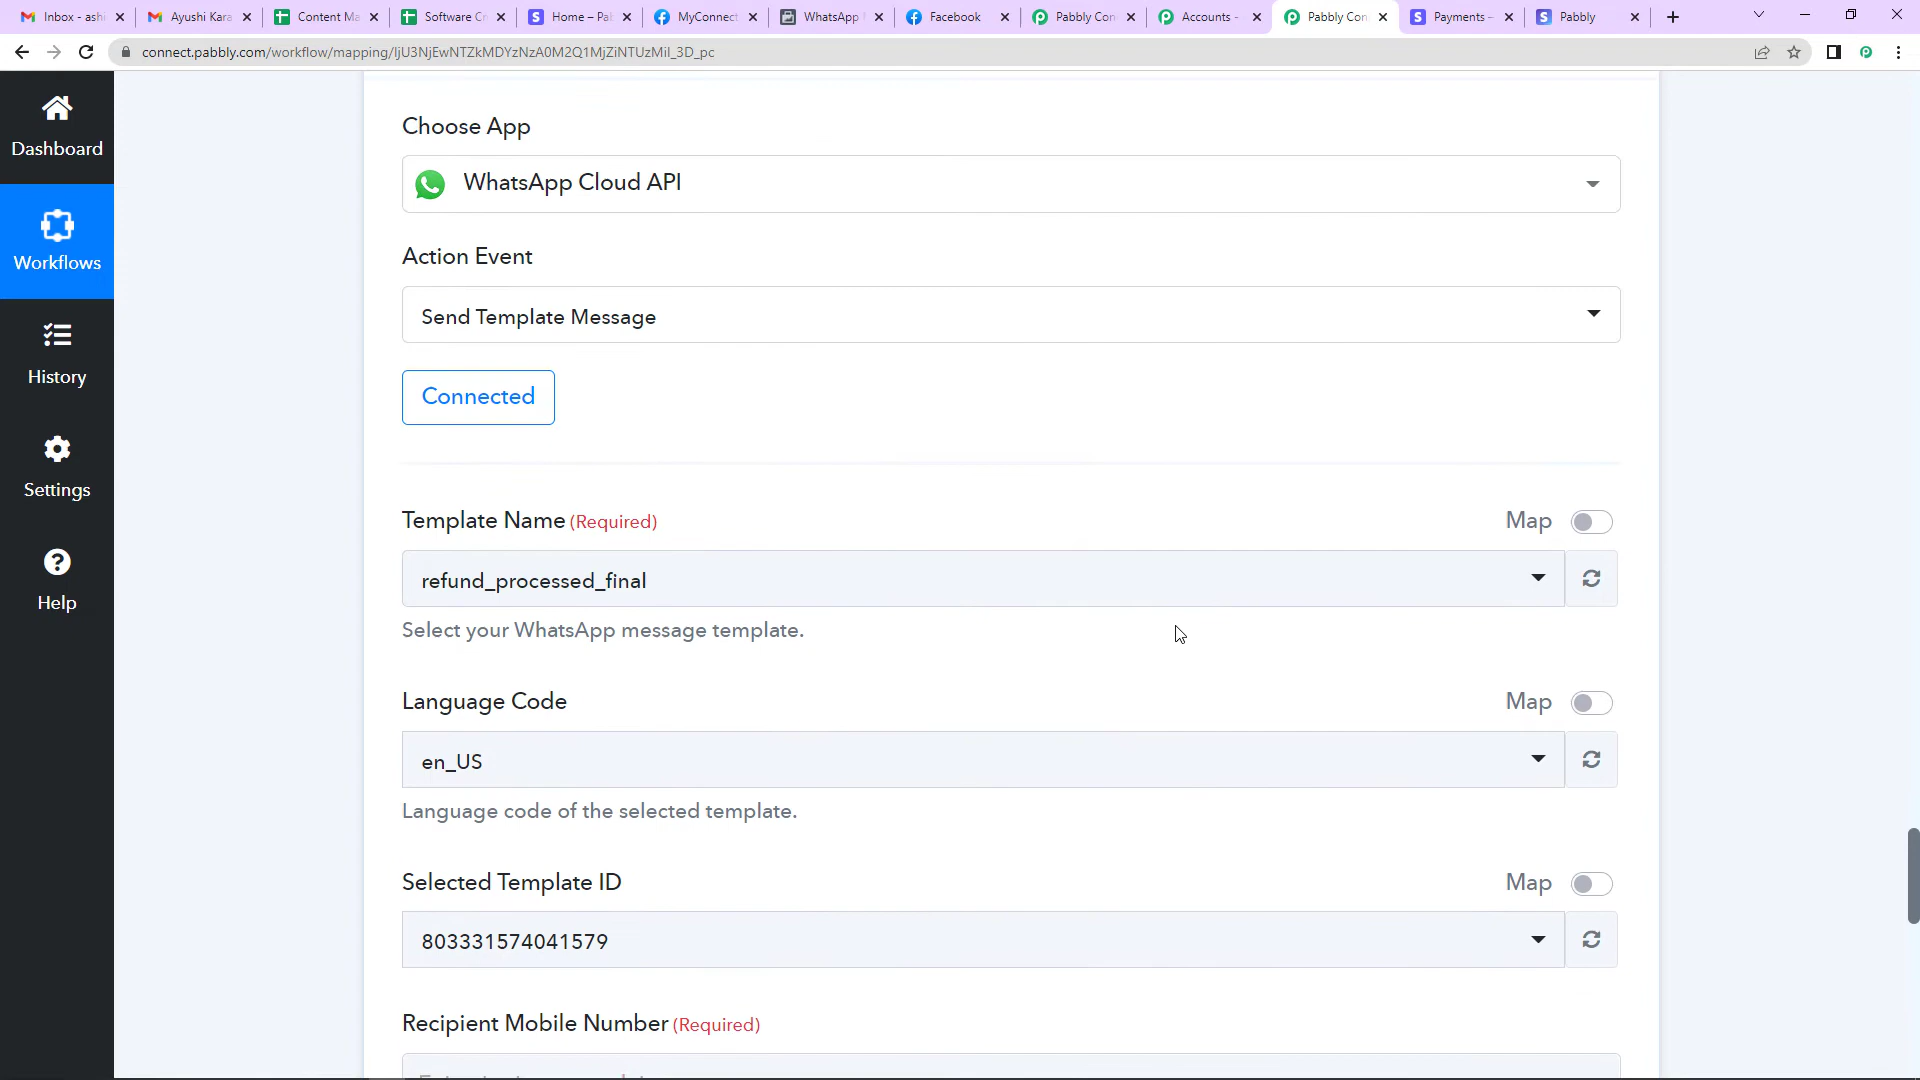 Inbox - ashi
Ayushi Kara
Content Ma
Software Cr
Home – Pab
MyConnect
WhatsApp
Facebook
Pabbly Con
Accounts -
Pabbly Con
Payments –
Pabbly
connect.pabbly.com/workflow/mapping/IjU3NjEwNTZkMDYzNzA0M2Q1MjZiNTUzMiI_3D_pc
Dashboard
Workflows
History
Settings
Help
Choose App
WhatsApp Cloud API
Action Event
Send Template Message
Connected
Template Name (Required)
Map
refund_processed_final
Select your WhatsApp message template.
Language Code
Map
en_US
Language code of the selected template.
Selected Template ID
Map
803331574041579
Recipient Mobile Number (Required)